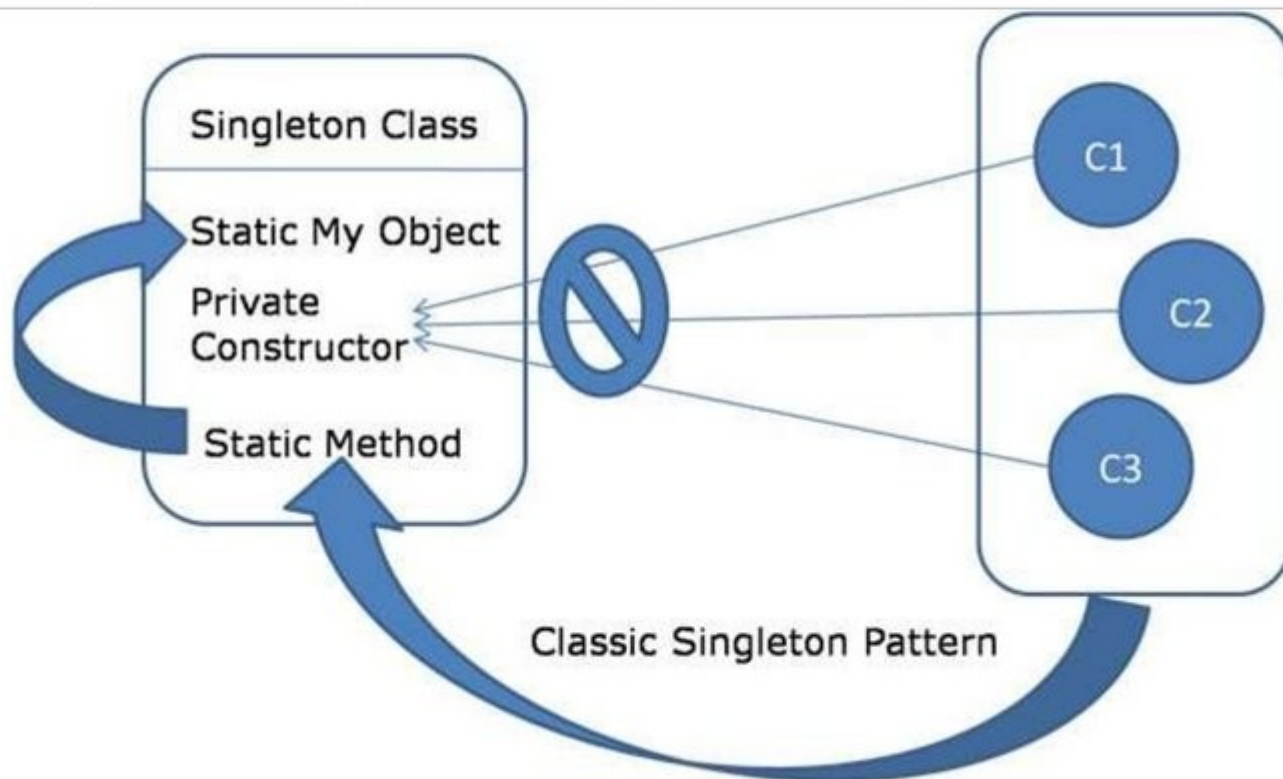 Singleton Class
Static My Object
Private
Constructor
Static Method
C1
C2
C3
Classic Singleton Pattern